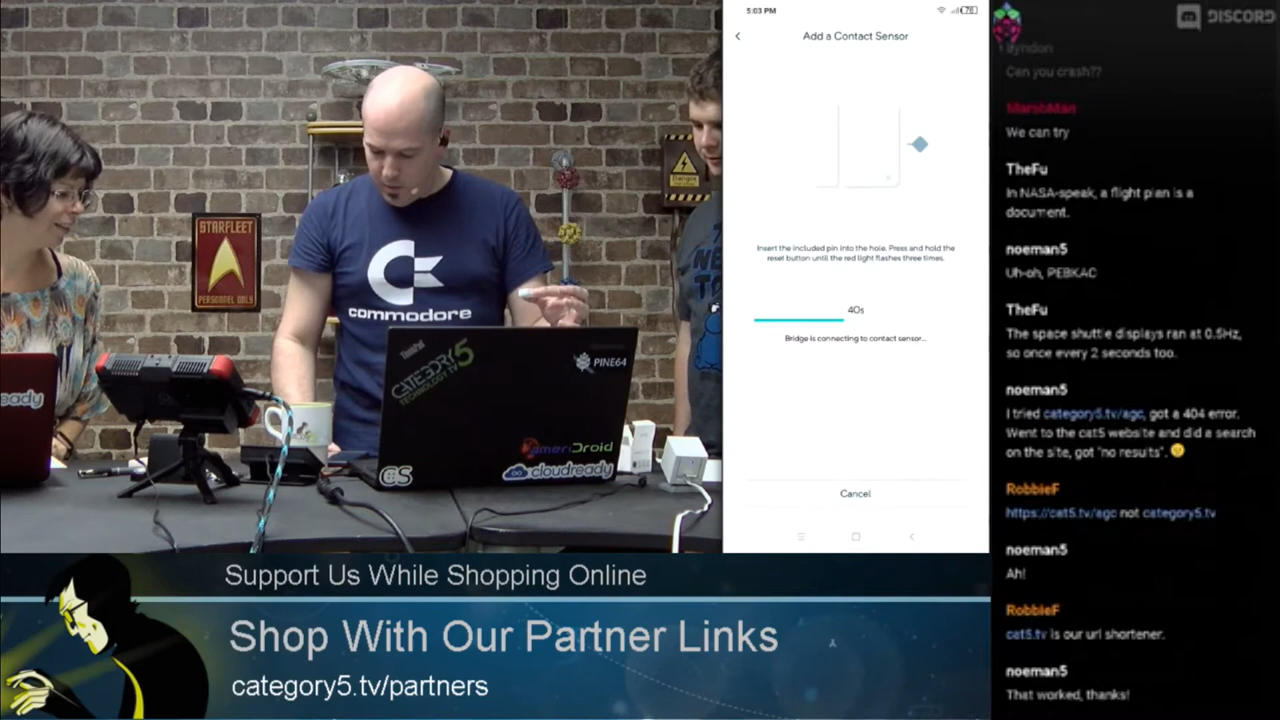 STARFLEET
PERSONNEL ONLY
commodore
ThinkPad
CATEGORY5
TECHNOLOGY TV
PINE64
ameriDroid
cloudready
GS
eady
5:03 PM
76
Add a Contact Sensor
Insert the included pin into the hole. Press and hold the
reset button until the red light flashes three times.
40s
Bridge is connecting to contact sensor...
Cancel
Support Us While Shopping Online
Shop With Our Partner Links
category5.tv/partners
DISCORD
Can you crash??
MarshMan
We can try
TheFu
In NASA-speak, a flight plan is a
document.
noeman5
Uh-oh, PEBKAC
TheFu
The space shuttle displays ran at 0.5Hz,
so once every 2 seconds too.
noeman5
I tried category5.tv/agc, got a 404 error.
Went to the cat5 website and did a search
on the site, got "no results".
RobbieF
https://cat5.tv/agc not category5.tv
noeman5
Ah!
RobbieF
cat5.tv is our url shortener.
noeman5
That worked, thanks!